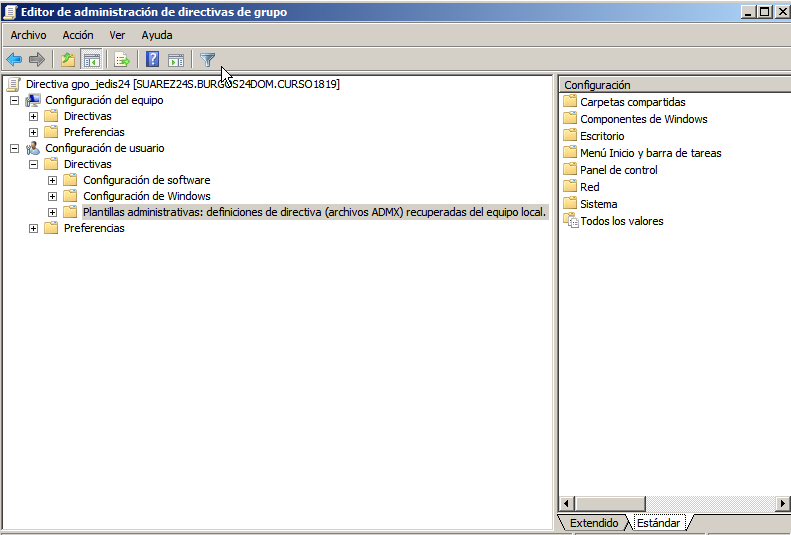 Editor de administración de directivas de grupo
Archivo Acción Ver Ayuda
Directiva gpo_jedis24 [SUAREZ24S.BURGOS24DOM.CURSO1819]
Configuración del equipo
Directivas
Preferencias
Configuración de usuario
Directivas
Configuración de software
Configuración de Windows
Plantillas administrativas: definiciones de directiva (archivos ADMX) recuperadas del equipo local.
Preferencias
Configuración
Carpetas compartidas
Componentes de Windows
Escritorio
Menú Inicio y barra de tareas
Panel de control
Red
Sistema
Todos los valores
Extendido Estándar